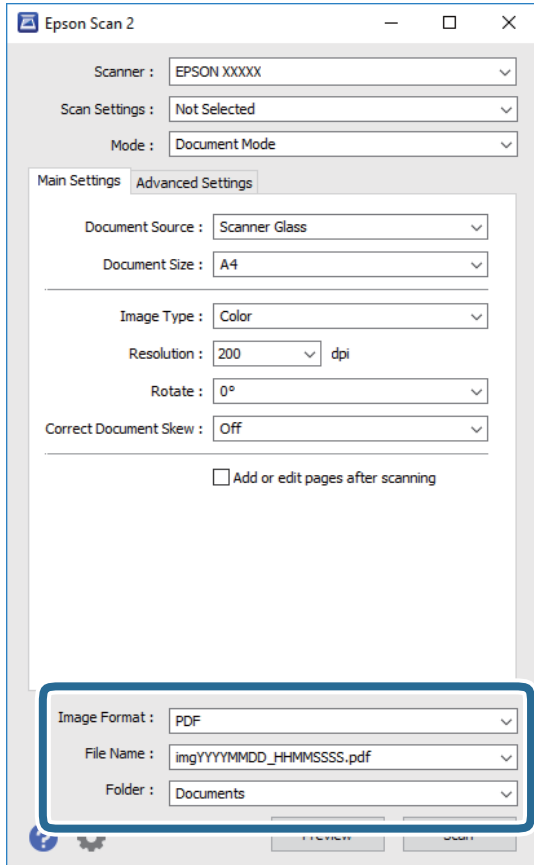 Epson Scan 2
Scanner : EPSON XXXXX
Scan Settings : Not Selected
Mode : Document Mode
Main Settings Advanced Settings
Document Source : Scanner Glass
Document Size : A4
Image Type : Color
Resolution : 200 dpi
Rotate : 0°
Correct Document Skew : Off
Add or edit pages after scanning
Image Format : PDF
File Name : imgYYYYMMDD_HHMMSSSS.pdf
Folder : Documents
? Preview Scan